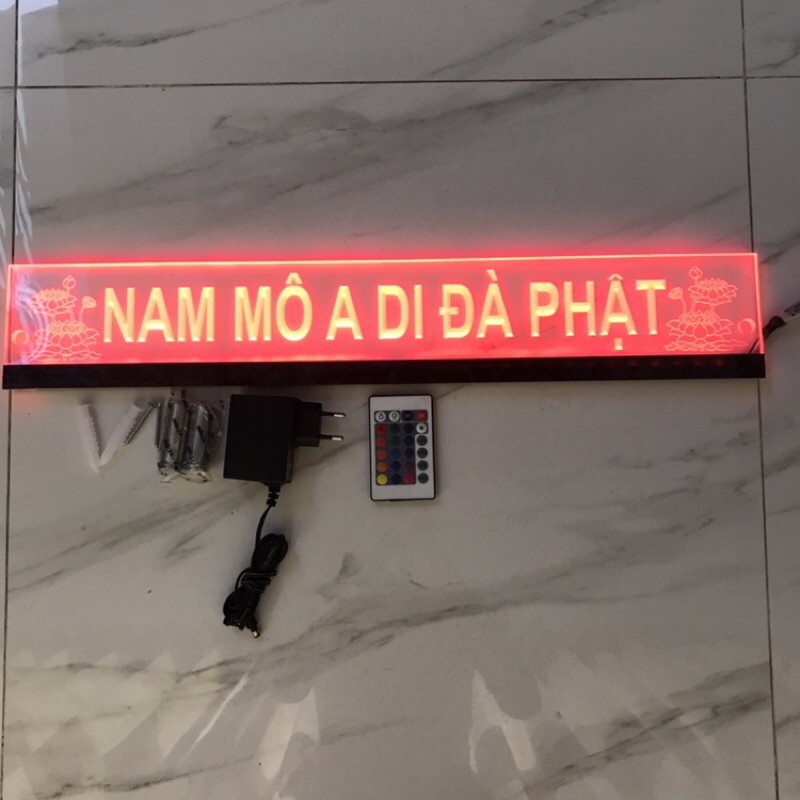 NAM MÔ A DI ĐÀ PHẬT